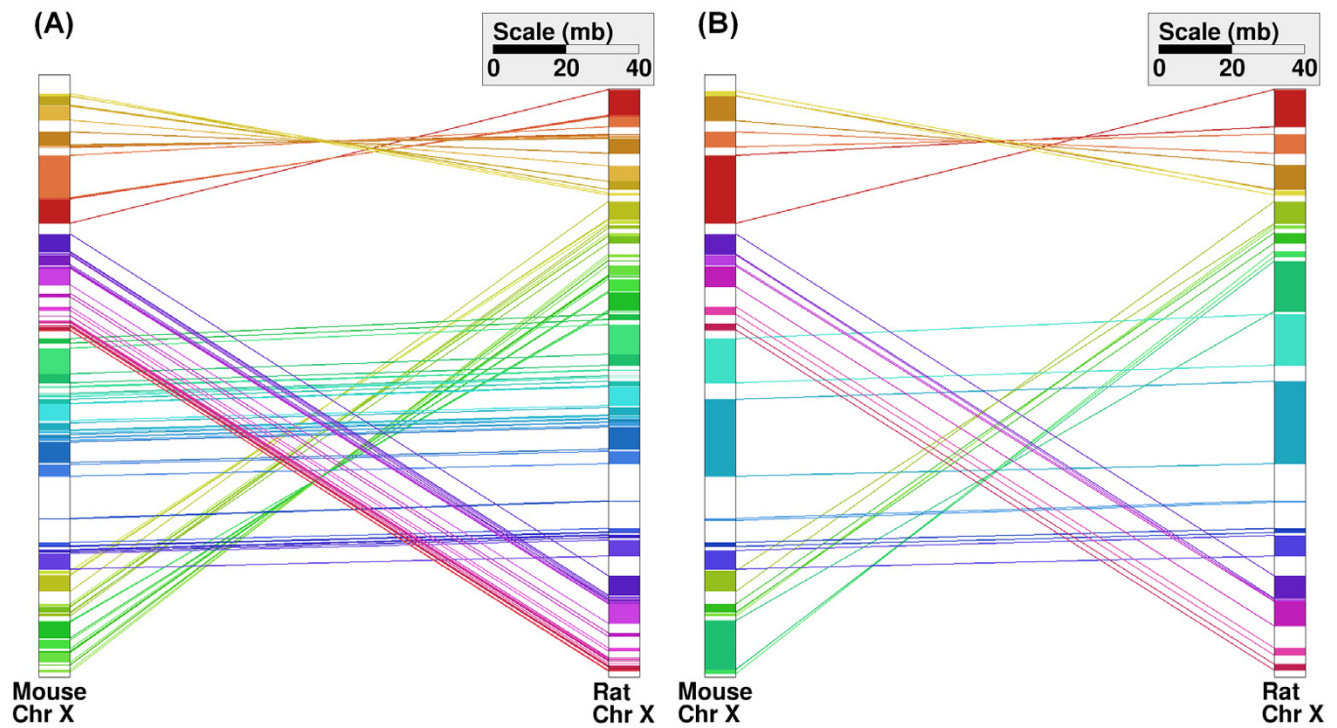 (A)
Scale (mb)
0 20 40
Mouse
Chr X
Rat
Chr X
(B)
Scale (mb)
0 20 40
Mouse
Chr X
Rat
Chr X